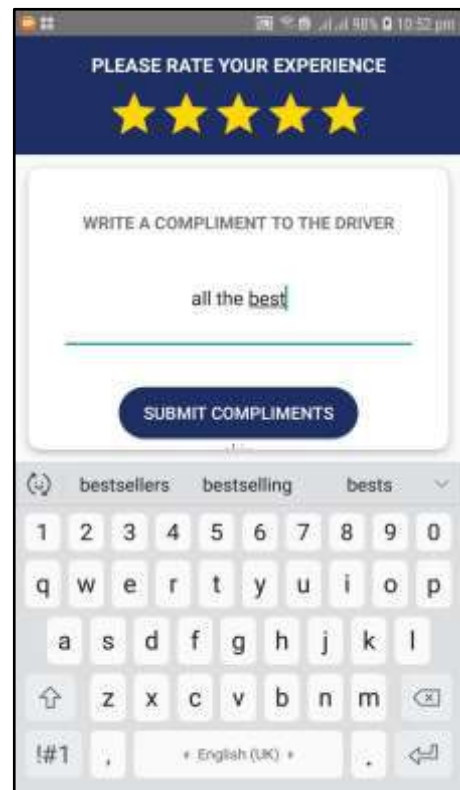 98% 10:52 pm
PLEASE RATE YOUR EXPERIENCE
WRITE A COMPLIMENT TO THE DRIVER
all the best
SUBMIT COMPLIMENTS
bestsellers bestselling bests
1 2 3 4 5 6 7 8 9 0
q w e r t y u i o p
a s d f g h j k l
z x c v b n m
!#1 , English (UK) .